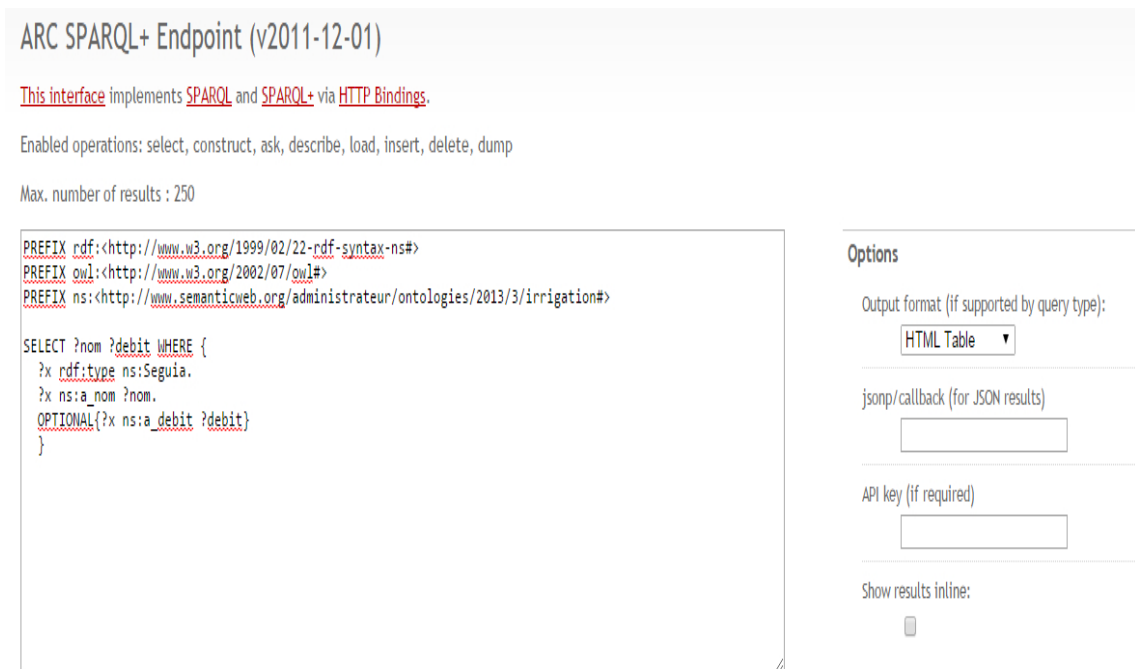 ARC SPARQL+ Endpoint (v2011-12-01)
This interface implements SPARQL and SPARQL+ via HTTP Bindings.
Enabled operations: select, construct, ask, describe, load, insert, delete, dump
Max. number of results : 250
PREFIX rdf:<http://www.w3.org/1999/02/22-rdf-syntax-ns#>
PREFIX owl:<http://www.w3.org/2002/07/owl#>
PREFIX ns:<http://www.semanticweb.org/administrateur/ontologies/2013/3/irrigation#>
SELECT ?nom ?debit WHERE {
?x rdf:type ns:Seguia.
?x ns:a_nom ?nom.
OPTIONAL{?x ns:a_debit ?debit}
}
Options
Output format (if supported by query type):
HTML Table
jsonp/callback (for JSON results)
API key (if required)
Show results inline: